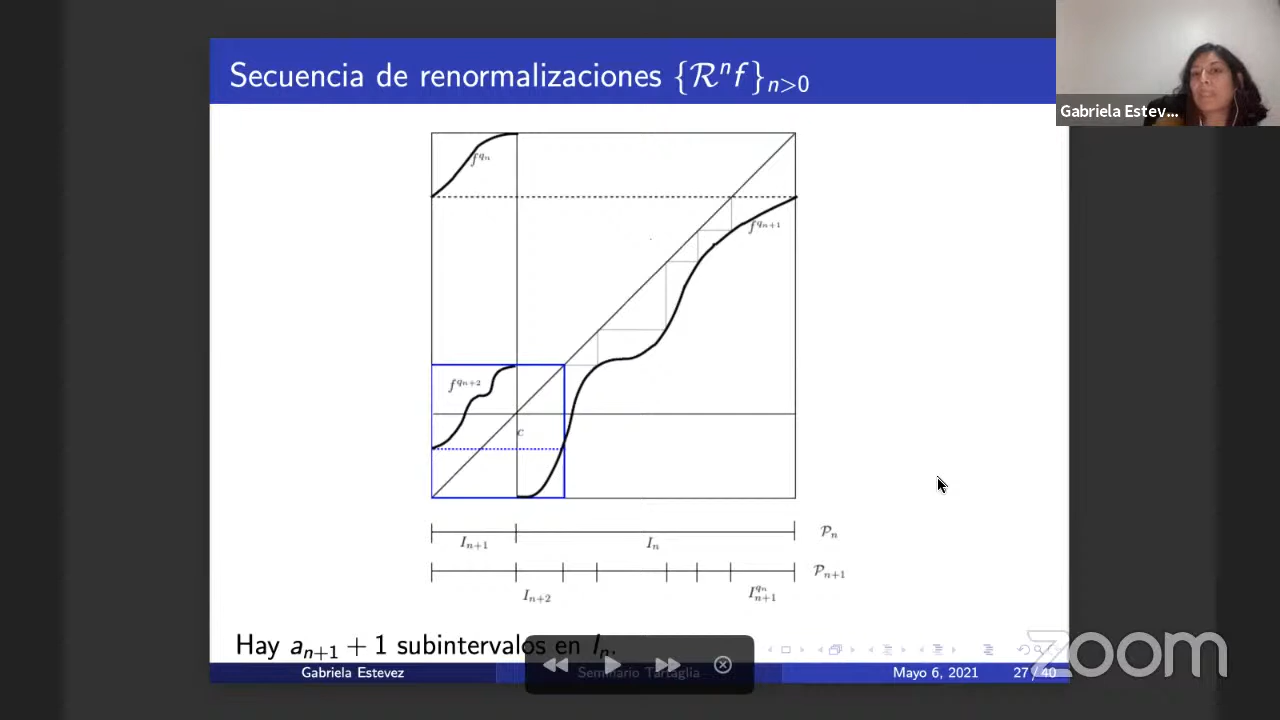 Secuencia de renormalizaciones {ℛⁿf}ₙ>₀
Gabriela Estev...
f^{q_n}
f^{q_{n+1}}
f^{q_{n+2}}
c
I_{n+1}
I_n
𝒫_n
𝒫_{n+1}
I_{n+2}
I_{n+1}^{q_n}
Hay a_{n+1} + 1 subintervalos en I_n.
Gabriela Estevez
Seminario Tartaglia
Mayo 6, 2021
27 / 40
zoom